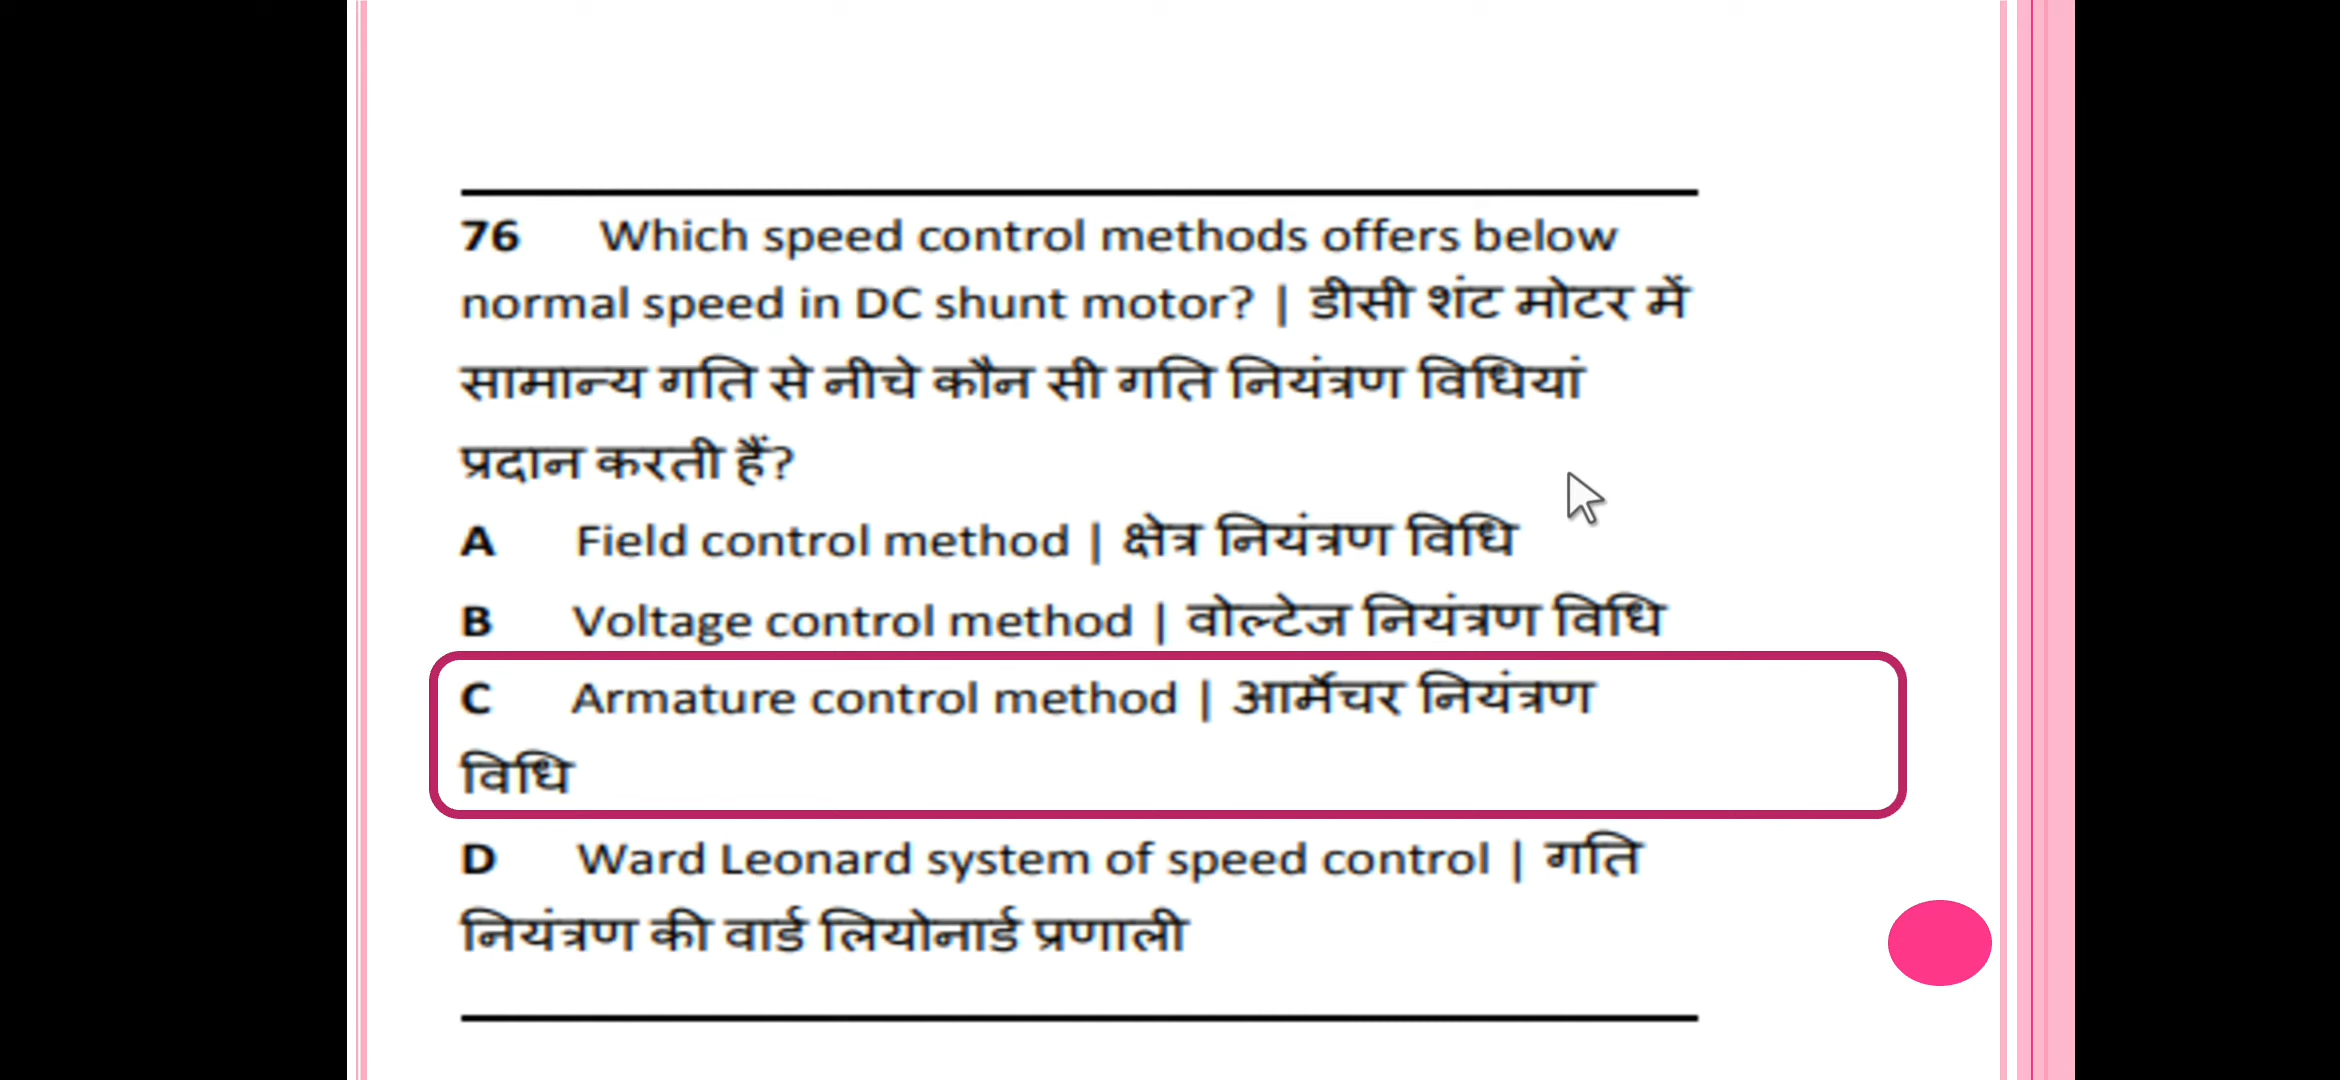 76 Which speed control methods offers below
normal speed in DC shunt motor? | डीसी शंट मोटर में
सामान्य गति से नीचे कौन सी गति नियंत्रण विधियां
प्रदान करती हैं?
A Field control method | क्षेत्र नियंत्रण विधि
B Voltage control method | वोल्टेज नियंत्रण विधि
C Armature control method | आर्मेचर नियंत्रण
विधि
D Ward Leonard system of speed control | गति
नियंत्रण की वार्ड लियोनार्ड प्रणाली